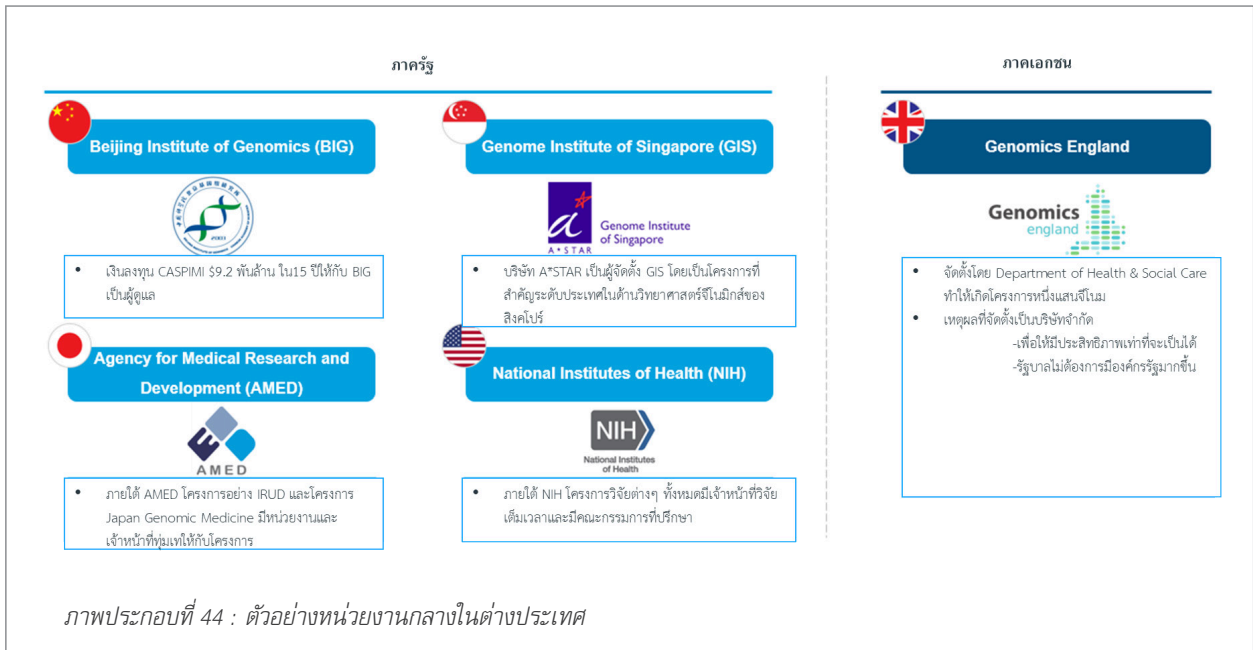 ภาครัฐ
ภาคเอกชน
Beijing Institute of Genomics (BIG)
เงินลงทุน CASPIMI $9.2 พันล้าน ใน15 ปีให้กับ BIG
เป็นผู้ดูแล
Genome Institute of Singapore (GIS)
a
A★STAR
Genome Institute
of Singapore
บริษัท A*STAR เป็นผู้จัดตั้ง GIS โดยเป็นโครงการที่
สำคัญระดับประเทศในด้านวิทยาศาสตร์จีโนมิกส์ของ
สิงคโปร์
Agency for Medical Research and
Development (AMED)
AMED
ภายใต้ AMED โครงการอย่าง IRUD และโครงการ
Japan Genomic Medicine มีหน่วยงานและ
เจ้าหน้าที่ทุ่มเทให้กับโครงการ
National Institutes of Health (NIH)
NIH
National Institutes
of Health
ภายใต้ NIH โครงการวิจัยต่างๆ ทั้งหมดมีเจ้าหน้าที่วิจัย
เต็มเวลาและมีคณะกรรมการที่ปรึกษา
Genomics England
Genomics
england
จัดตั้งโดย Department of Health & Social Care
ทำให้เกิดโครงการหนึ่งแสนจีโนม
เหตุผลที่จัดตั้งเป็นบริษัทจำกัด
-เพื่อให้มีประสิทธิภาพเท่าที่จะเป็นได้
-รัฐบาลไม่ต้องการมีองค์กรรัฐมากขึ้น
ภาพประกอบที่ 44 : ตัวอย่างหน่วยงานกลางในต่างประเทศ